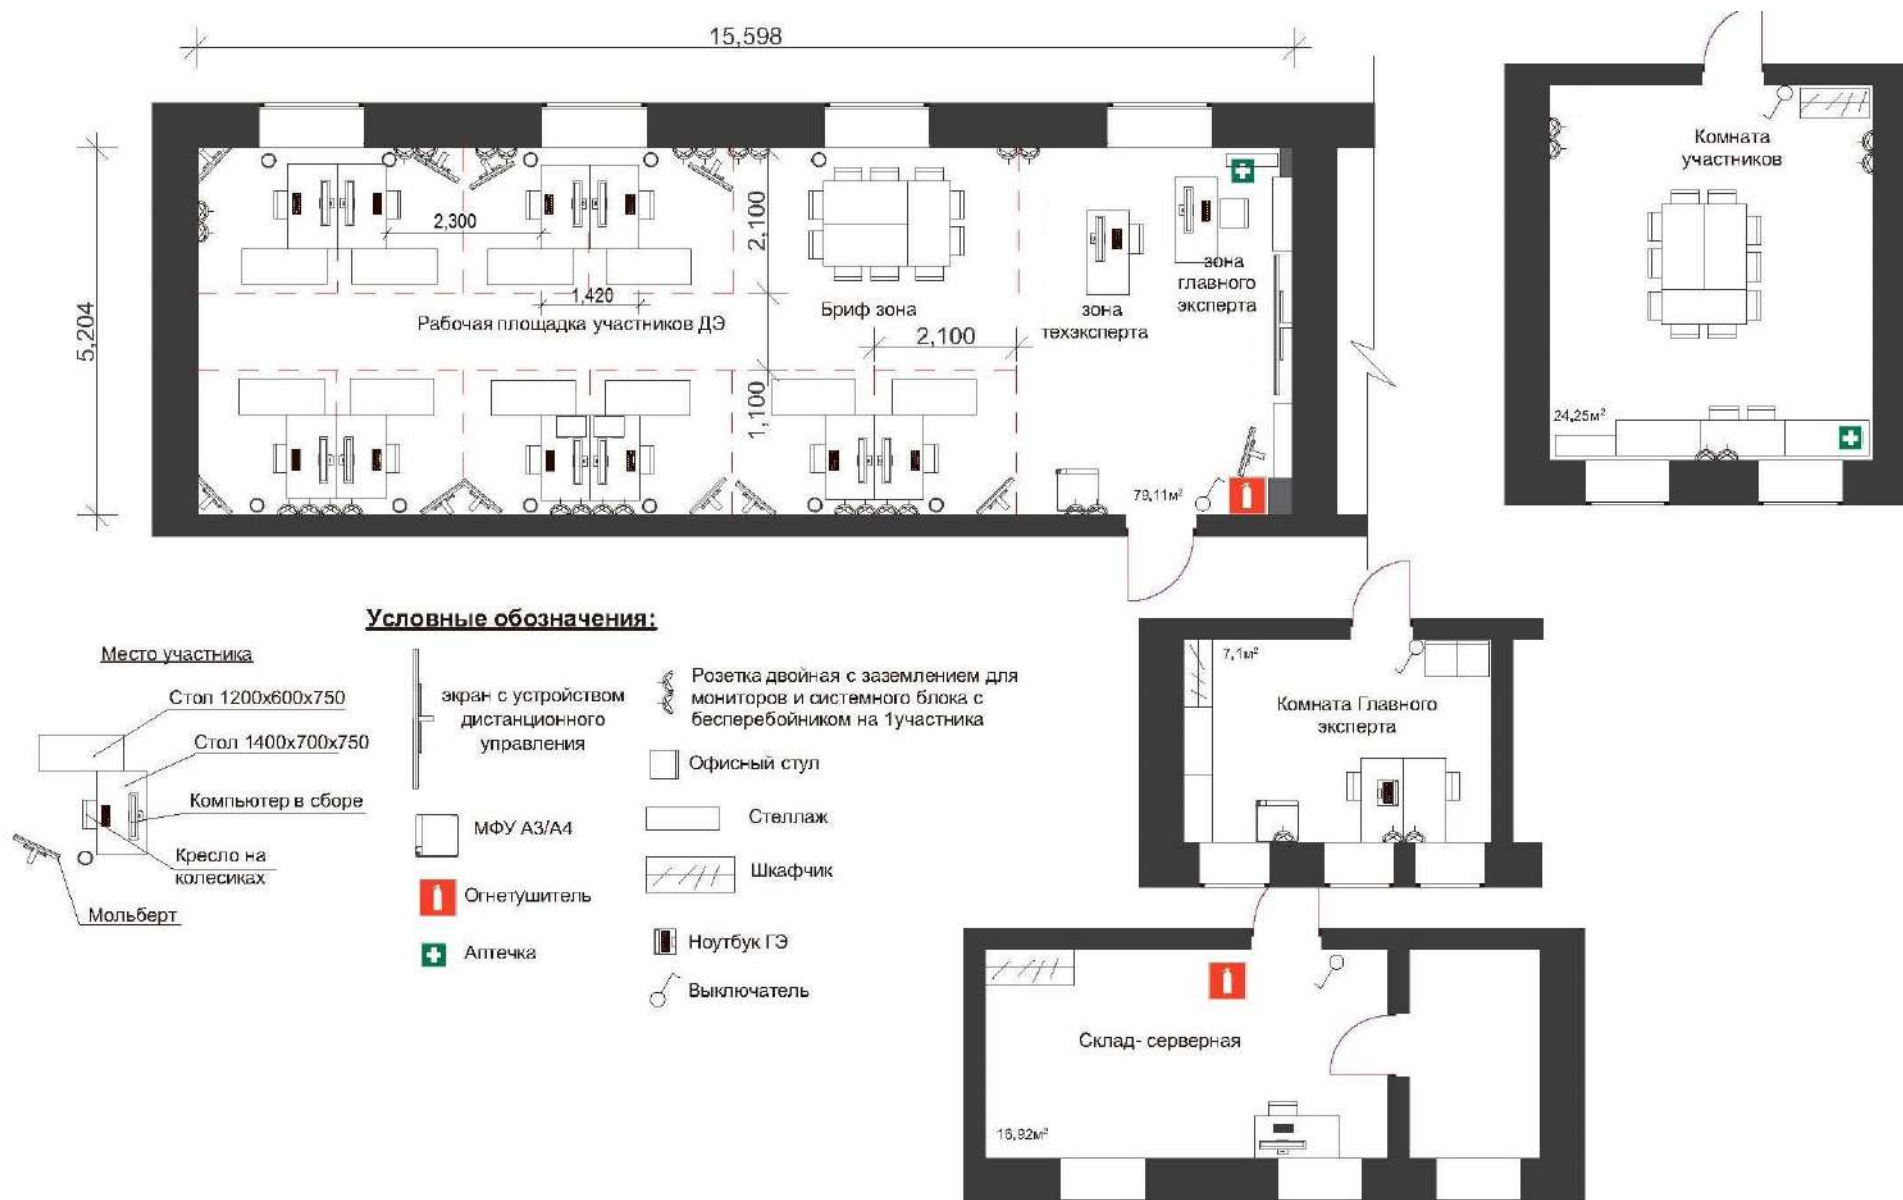 15,598
5,204
2,300
2,100
1,420
Рабочая площадка участников ДЭ
Бриф зона
зона
техэксперта
зона
главного
эксперта
2,100
1,100
79,11м²
Комната
участников
24,25м²
Условные обозначения:
Место участника
Стол 1200х600х750
Стол 1400х700х750
Компьютер в сборе
Кресло на
колесиках
Мольберт
экран с устройством
дистанционного
управления
МФУ А3/А4
Огнетушитель
Аптечка
Розетка двойная с заземлением для
мониторов и системного блока с
бесперебойником на 1участника
Офисный стул
Стеллаж
Шкафчик
Ноутбук ГЭ
Выключатель
7,1м²
Комната Главного
эксперта
Склад- серверная
16,92м²